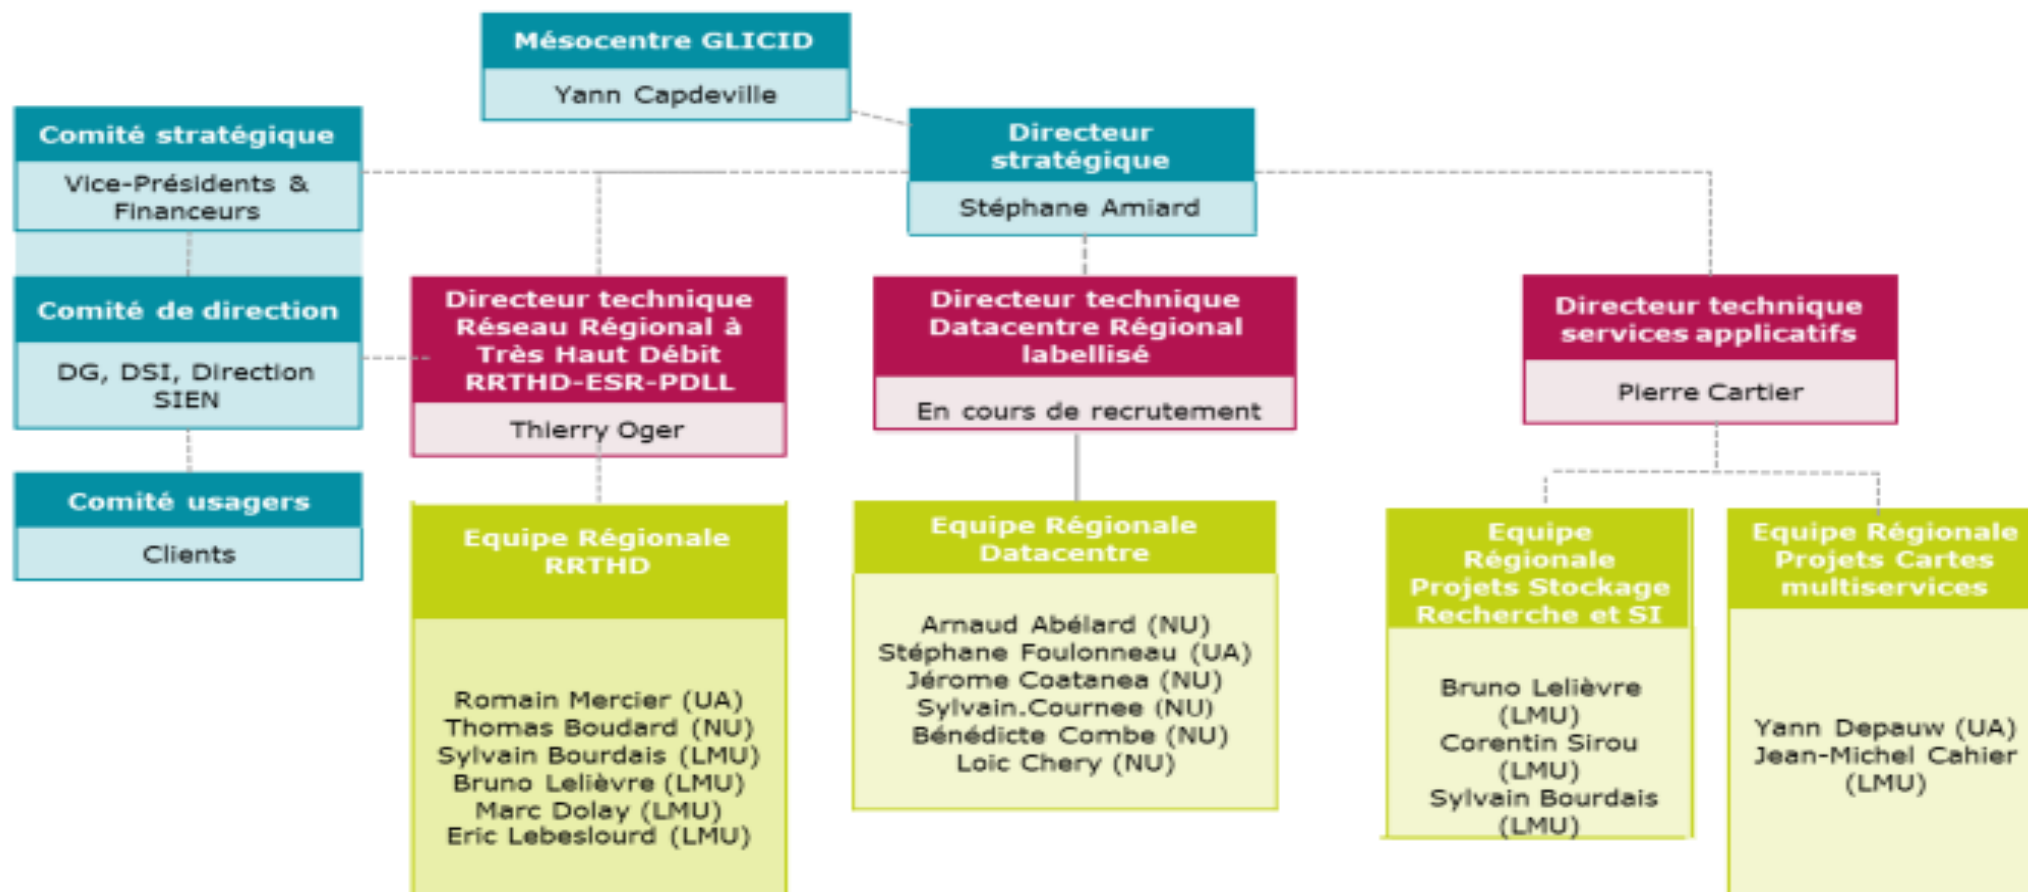 Mésocentre GLICID
Yann Capdeville
Comité stratégique
Vice-Présidents &
Financeurs
Directeur
stratégique
Stéphane Amiard
Comité de direction
DG, DSI, Direction
SIEN
Comité usagers
Clients
Directeur technique
Réseau Régional à
Très Haut Débit
RRTHD-ESR-PDLL
Thierry Oger
Directeur technique
Datacentre Régional
labellisé
En cours de recrutement
Directeur technique
services applicatifs
Pierre Cartier
Equipe Régionale
RRTHD
Romain Mercier (UA)
Thomas Boudard (NU)
Sylvain Bourdais (LMU)
Bruno Lelièvre (LMU)
Marc Dolay (LMU)
Eric Lebeslourd (LMU)
Equipe Régionale
Datacentre
Arnaud Abélard (NU)
Stéphane Foulonneau (UA)
Jérome Coatanea (NU)
Sylvain.Cournee (NU)
Bénédicte Combe (NU)
Loic Chery (NU)
Equipe
Régionale
Projets Stockage
Recherche et SI
Bruno Lelièvre
(LMU)
Corentin Sirou
(LMU)
Sylvain Bourdais
(LMU)
Equipe Régionale
Projets Cartes
multiservices
Yann Depauw (UA)
Jean-Michel Cahier
(LMU)